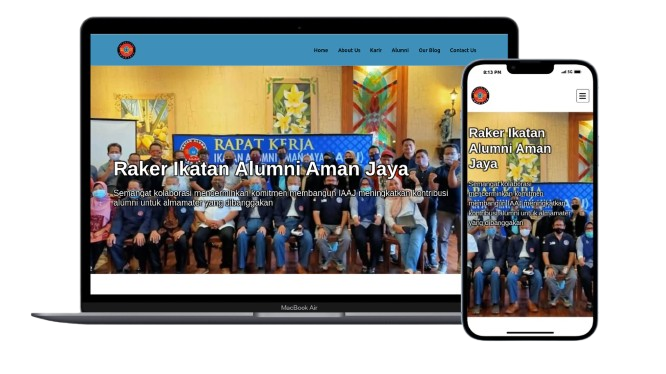 Home About Us Karir Alumni Our Blog Contact Us
RAPAT KERJA
IKATAN ALUMNI AMAN JAYA
Raker Ikatan Alumni Aman Jaya
Semangat kolaborasi mencerminkan komitmen membangun IAAJ meningkatkan kontribusi
alumni untuk almamater yang dibanggakan
MacBook Air
8:13 PM 5G
Raker Ikatan
Alumni Aman
Jaya
Semangat kolaborasi
mencerminkan komitmen
membangun IAAJ meningkatkan
kontribusi alumni untuk almamater
yang dibanggakan